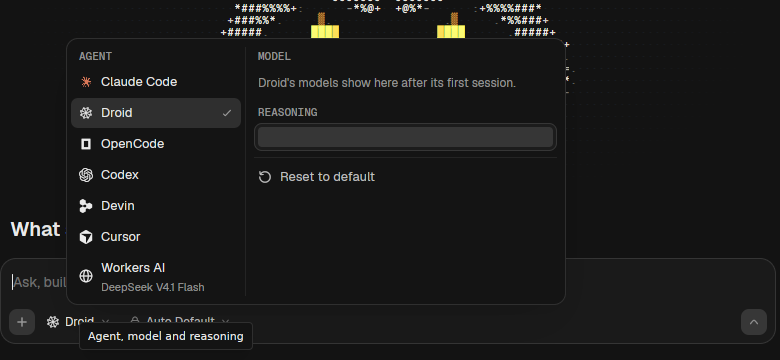 *###%%%%+: -*%@+ +@%*- :+%%%%###*
+###%%*. .*%%###+
+#####. .#####+
AGENT
Claude Code
Droid
OpenCode
Codex
Devin
Cursor
Workers AI
DeepSeek V4.1 Flash
MODEL
Droid's models show here after its first session.
REASONING
Reset to default
What
Ask, buil
Droid Auto Default
Agent, model and reasoning